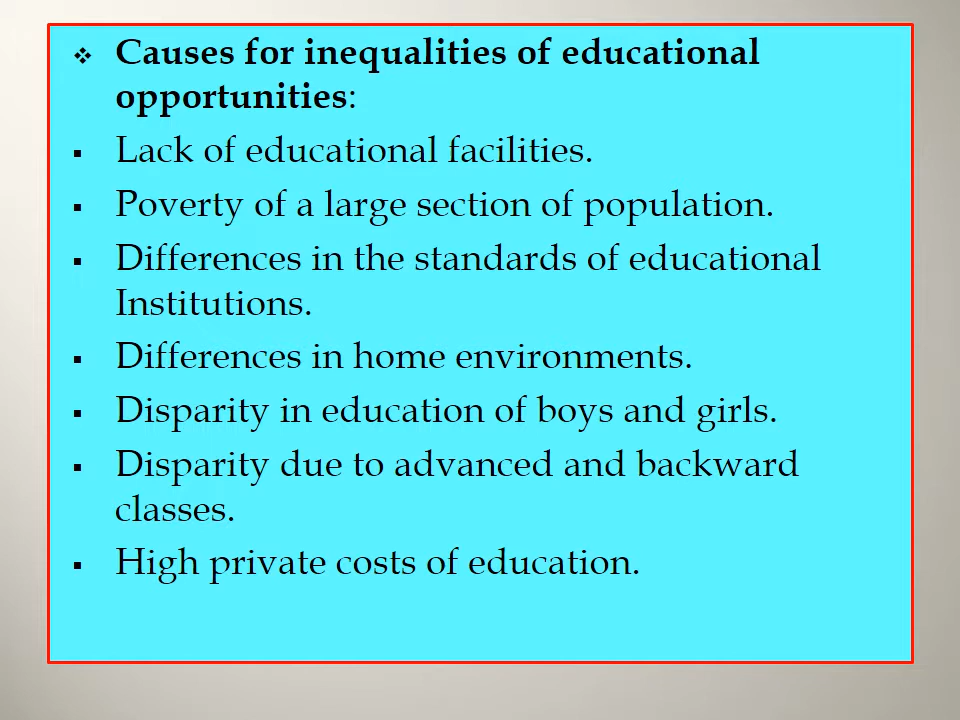 ❖ Causes for inequalities of educational
opportunities:
▪ Lack of educational facilities.
▪ Poverty of a large section of population.
▪ Differences in the standards of educational
Institutions.
▪ Differences in home environments.
▪ Disparity in education of boys and girls.
▪ Disparity due to advanced and backward
classes.
▪ High private costs of education.